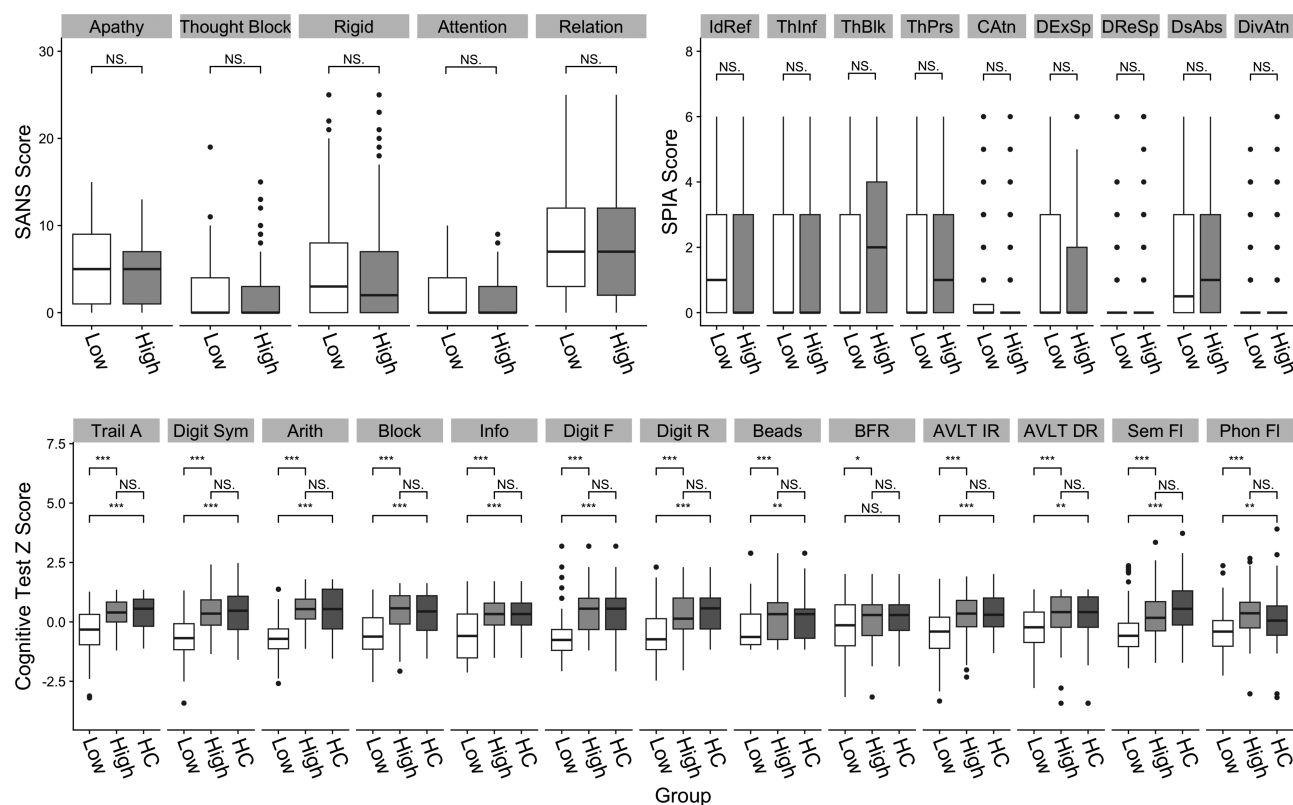 Apathy Thought Block Rigid Attention Relation
SANS Score
30
20
10
0
NS. NS. NS. NS. NS.
Low High Low High Low High Low High Low High
IdRef ThInf ThBlk ThPrs CAtn DExSp DReSp DsAbs DivAtn
SPIA Score
8
6
4
2
0
NS. NS. NS. NS. NS. NS. NS. NS. NS.
Low High Low High Low High Low High Low High Low High Low High Low High Low High
Trail A Digit Sym Arith Block Info Digit F Digit R Beads BFR AVLT IR AVLT DR Sem Fl Phon Fl
Cognitive Test Z Score
7.5
5.0
2.5
0.0
-2.5
*** *** *** *** *** *** *** *** * *** *** *** ***
NS. NS. NS. NS. NS. NS. NS. NS. NS. NS. NS. NS. NS.
*** *** *** *** *** *** *** ** NS. *** ** *** **
Low High HC Low High HC Low High HC Low High HC Low High HC Low High HC Low High HC Low High HC Low High HC Low High HC Low High HC Low High HC Low High HC
Group